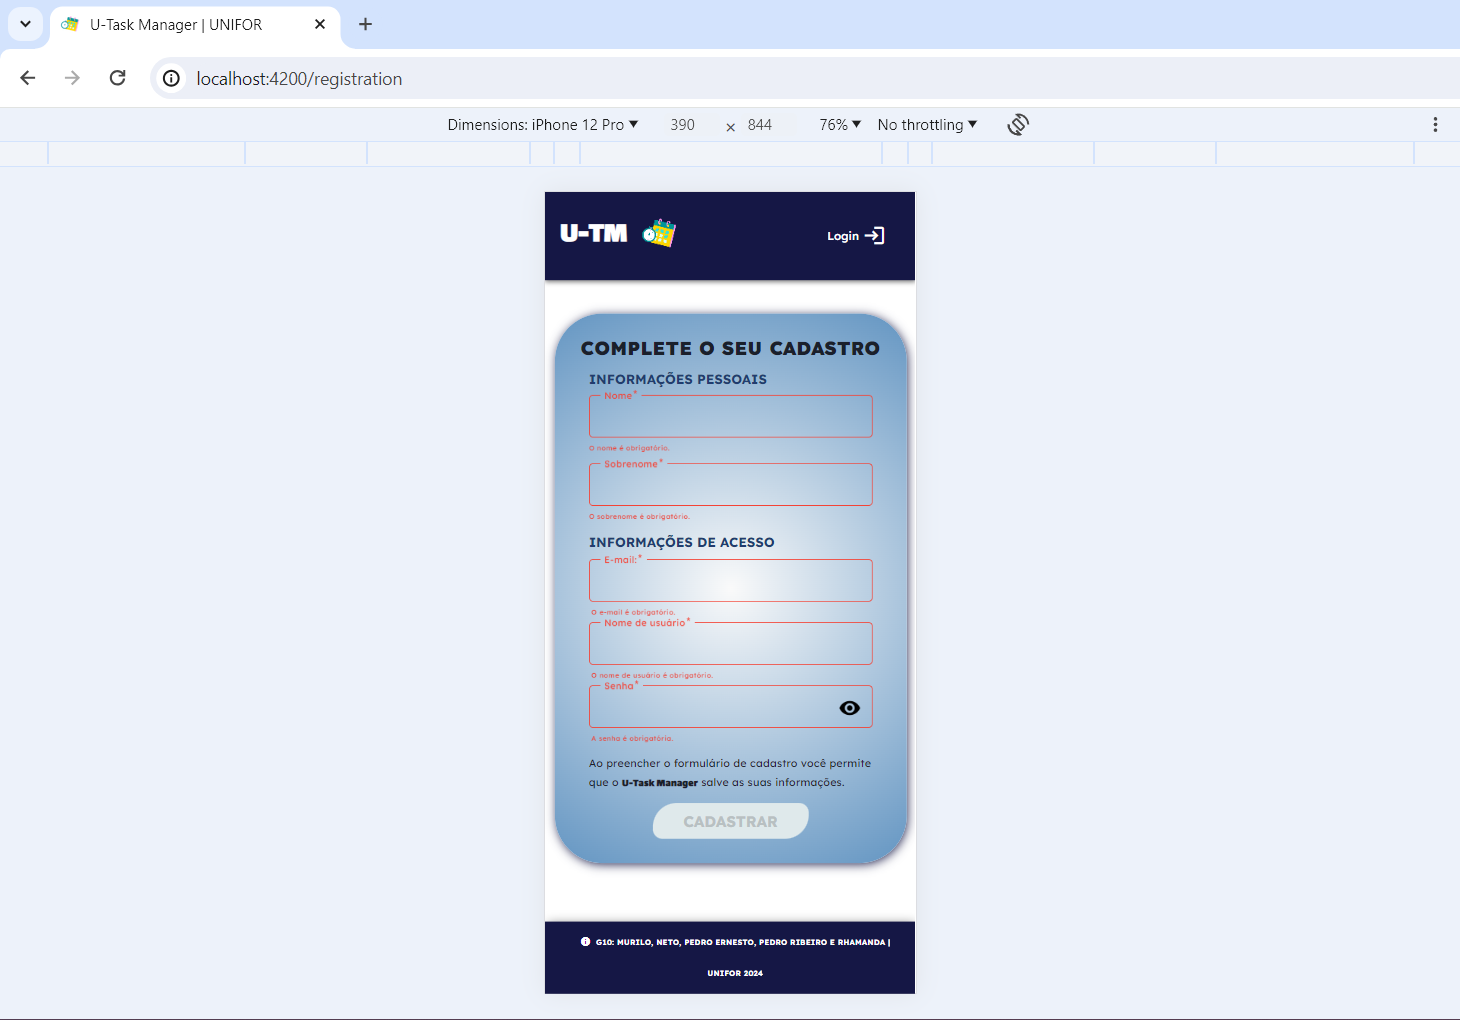 U-Task Manager | UNIFOR
localhost:4200/registration
Dimensions: iPhone 12 Pro 390 × 844 76% No throttling
U-TM Login
COMPLETE O SEU CADASTRO
INFORMAÇÕES PESSOAIS
Nome*
O nome é obrigatório.
Sobrenome*
O sobrenome é obrigatório.
INFORMAÇÕES DE ACESSO
E-mail:*
O e-mail é obrigatório.
Nome de usuário*
O nome de usuário é obrigatório.
Senha*
A senha é obrigatória.
Ao preencher o formulário de cadastro você permite
que o U-Task Manager salve as suas informações.
CADASTRAR
G10: MURILO, NETO, PEDRO ERNESTO, PEDRO RIBEIRO E RHAMANDA |
UNIFOR 2024